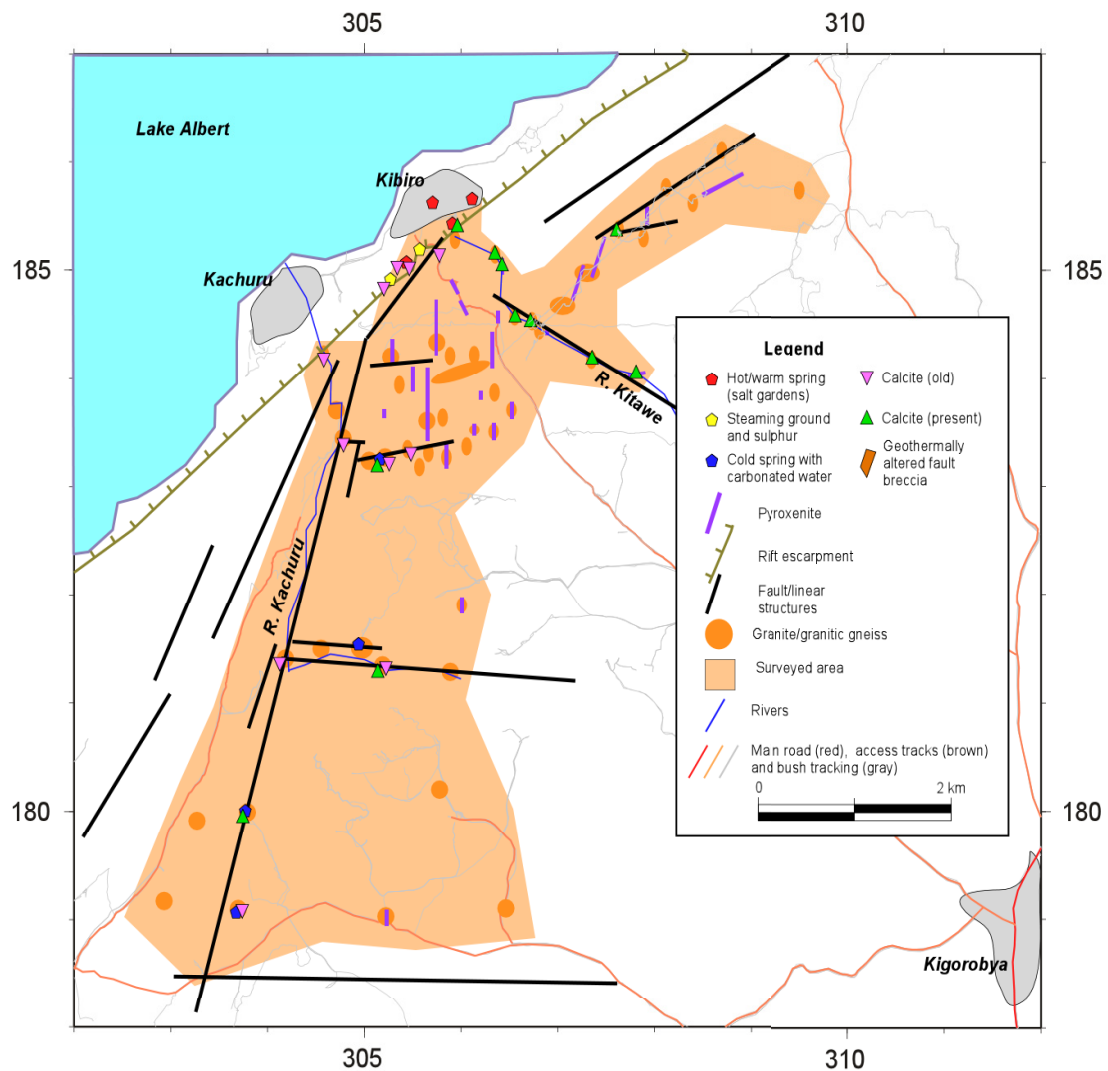 305
310
Lake Albert
Kibiro
185
185
Kachuru
R. Kitawe
R. Kachuru
Legend
Hot/warm spring
(salt gardens)
Calcite (old)
Steaming ground
and sulphur
Calcite (present)
Cold spring with
carbonated water
Geothermally
altered fault
breccia
Pyroxenite
Rift escarpment
Fault/linear
structures
Granite/granitic gneiss
Surveyed area
Rivers
Man road (red), access tracks (brown)
and bush tracking (gray)
0
2 km
180
180
Kigorobya
305
310